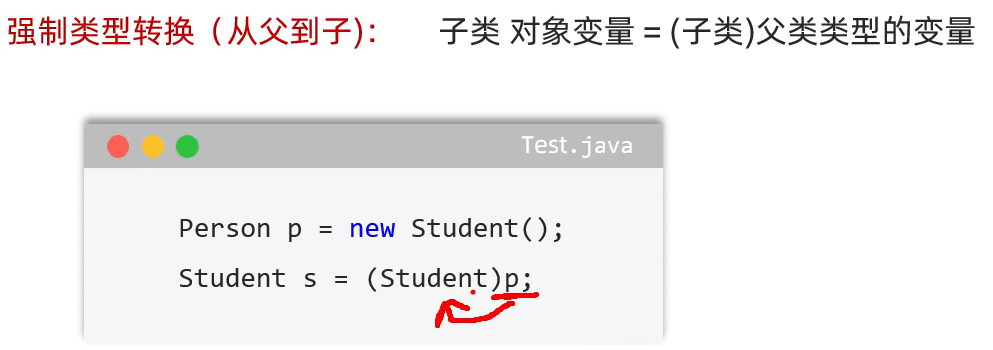 强制类型转换（从父到子)：    子类 对象变量 = (子类)父类类型的变量
Test.java
Person p = new Student();
Student s = (Student)p;